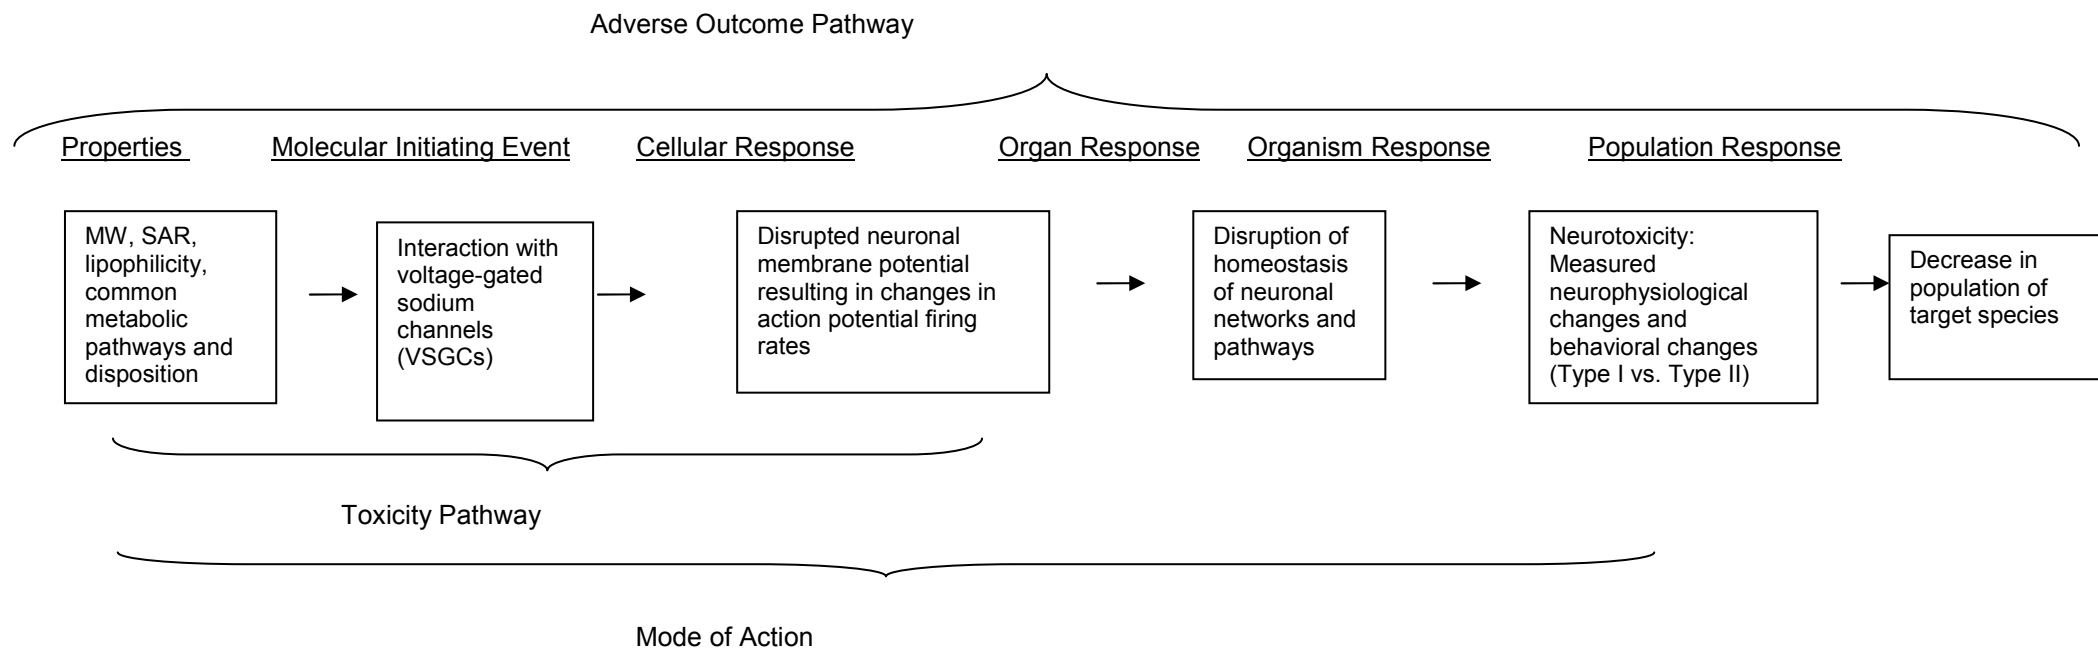 Adverse Outcome Pathway
Properties
Molecular Initiating Event
Cellular Response
Organ Response
Organism Response
Population Response
MW, SAR,
lipophilicity,
common
metabolic
pathways and
disposition
Interaction with
voltage-gated
sodium
channels
(VSGCs)
Disrupted neuronal
membrane potential
resulting in changes in
action potential firing
rates
Disruption of
homeostasis
of neuronal
networks and
pathways
Neurotoxicity:
Measured
neurophysiological
changes and
behavioral changes
(Type I vs. Type II)
Decrease in
population of
target species
Toxicity Pathway
Mode of Action